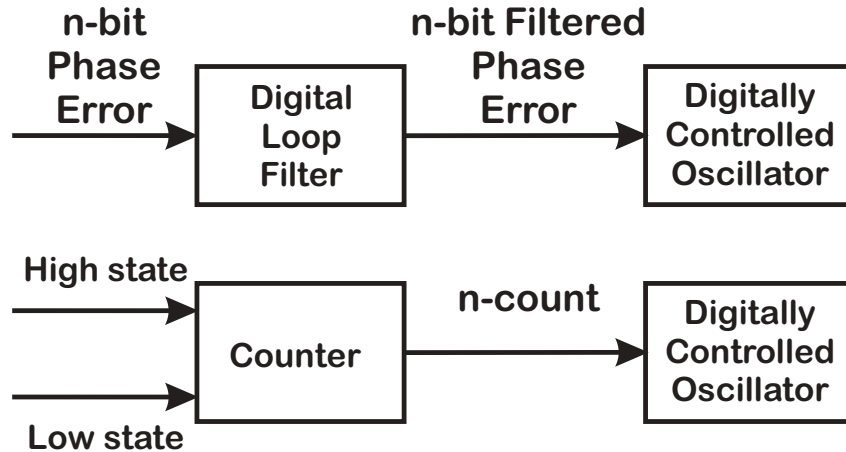 n-bit
Phase
Error
Digital
Loop
Filter
n-bit Filtered
Phase
Error
Digitally
Controlled
Oscillator
High state
Low state
Counter
n-count
Digitally
Controlled
Oscillator